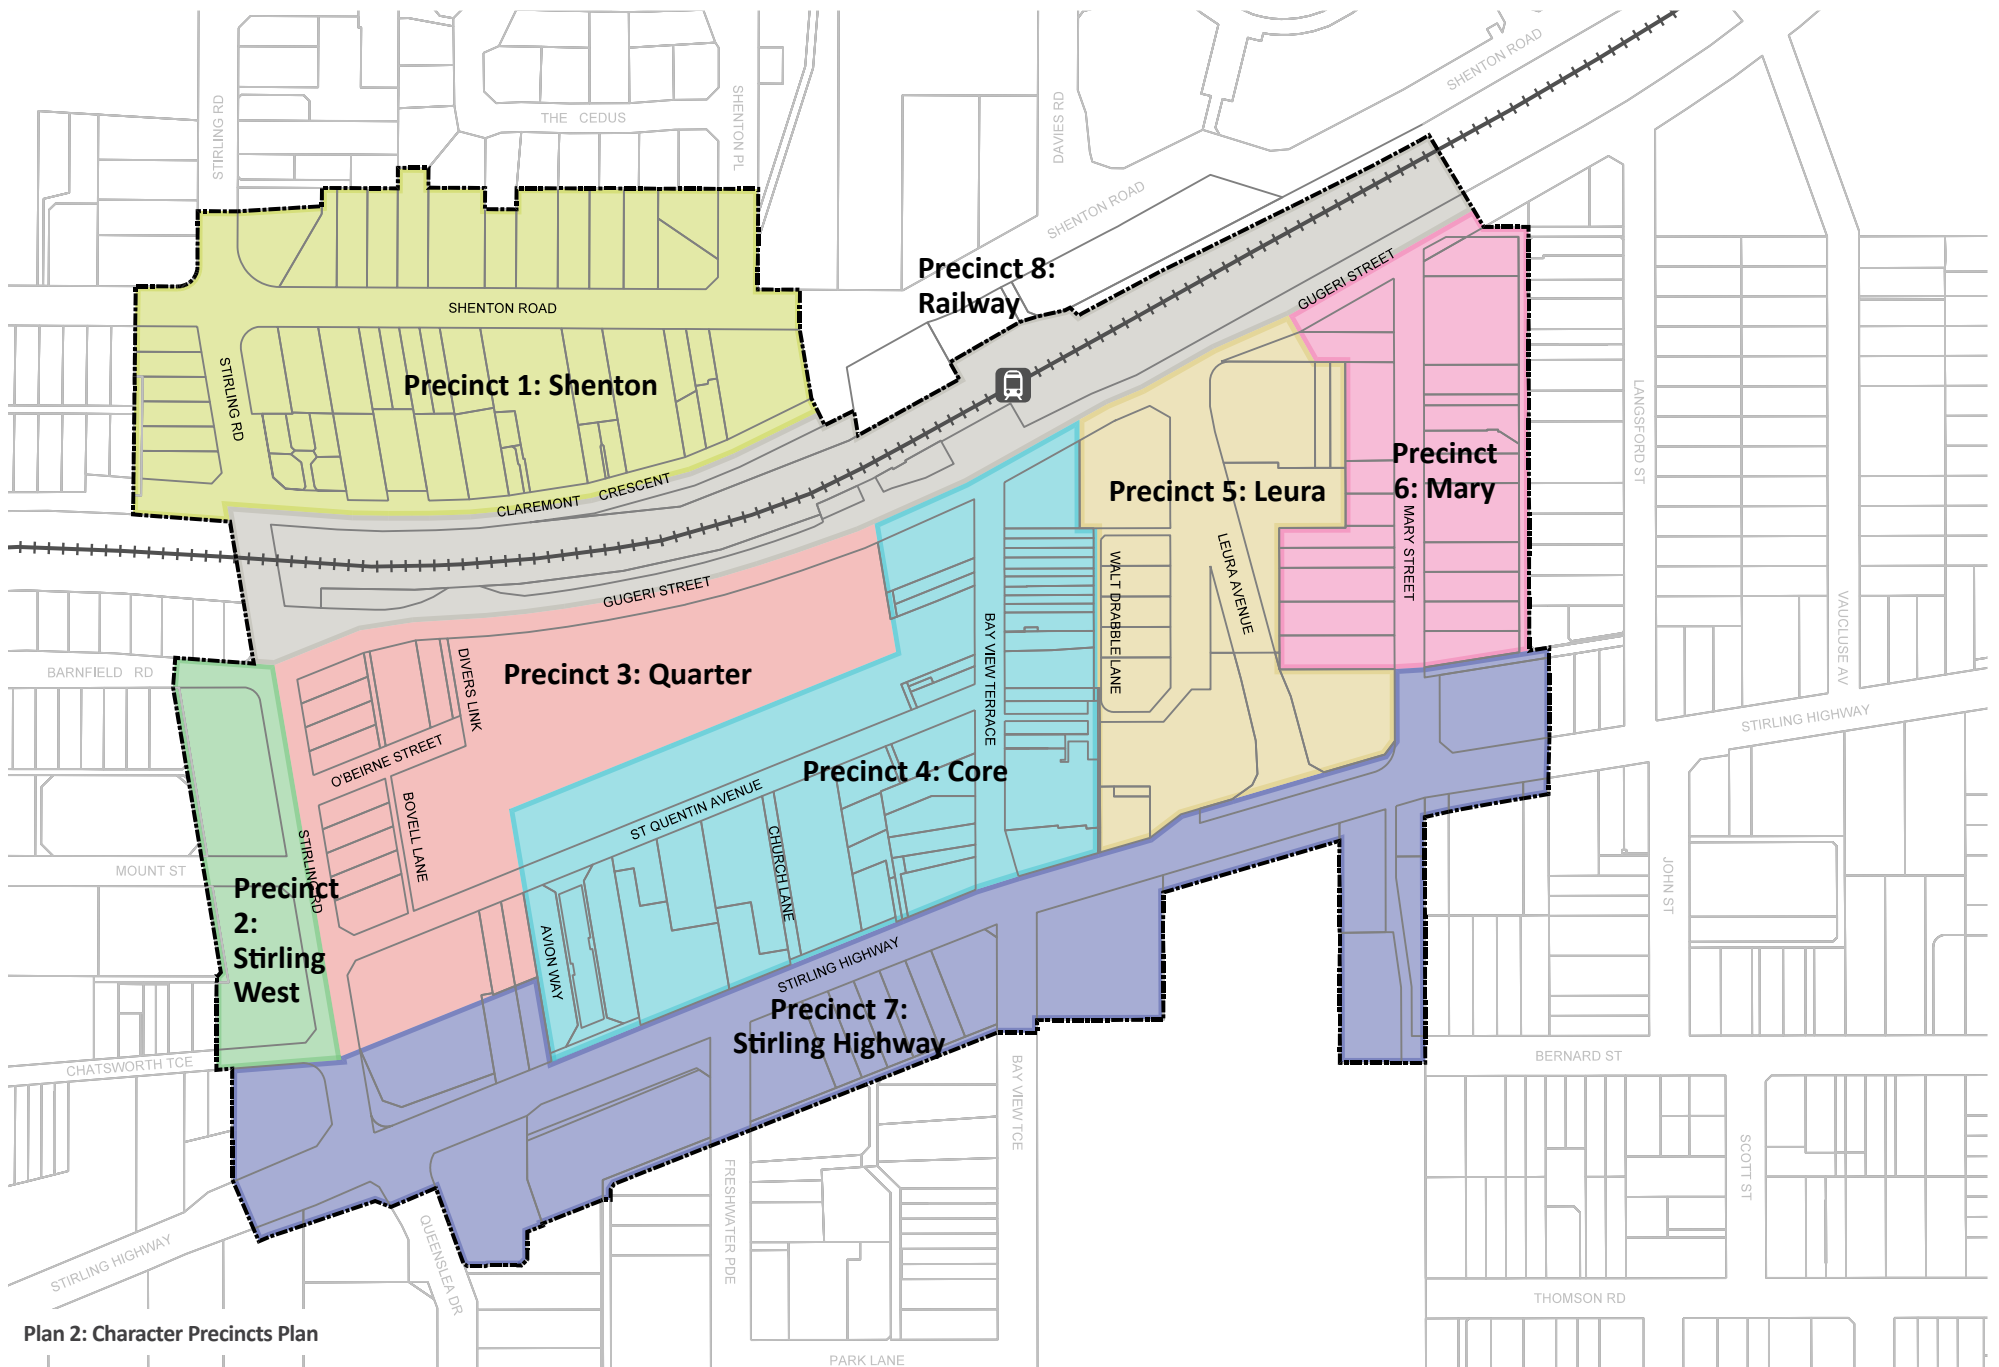 SHENTON ROAD
THE CEDUS
STIRLING RD
SHENTON PL
DAVIES RD
SHENTON ROAD
Precinct 8:
Railway
GUGERI STREET
SHENTON ROAD
STIRLING RD
Precinct 1: Shenton
LANGSFORD ST
Precinct
6: Mary
Precinct 5: Leura
CLAREMONT CRESCENT
MARY STREET
GUGERI STREET
WALT DRABBLE LANE
LEURA AVENUE
BAY VIEW TERRACE
VAUCLUSE AV
BARNFIELD RD
DIVERS LINK
Precinct 3: Quarter
STIRLING HIGHWAY
O'BEIRNE STREET
Precinct 4: Core
ST QUENTIN AVENUE
BOVELL LANE
CHURCH LANE
MOUNT ST
STIRLING RD
JOHN ST
Precinct
2:
Stirling
West
AVION WAY
STIRLING HIGHWAY
Precinct 7:
Stirling Highway
CHATSWORTH TCE
BERNARD ST
BAY VIEW TCE
SCOTT ST
FRESHWATER PDE
QUEENSLEA DR
STIRLING HIGHWAY
THOMSON RD
Plan 2: Character Precincts Plan
PARK LANE